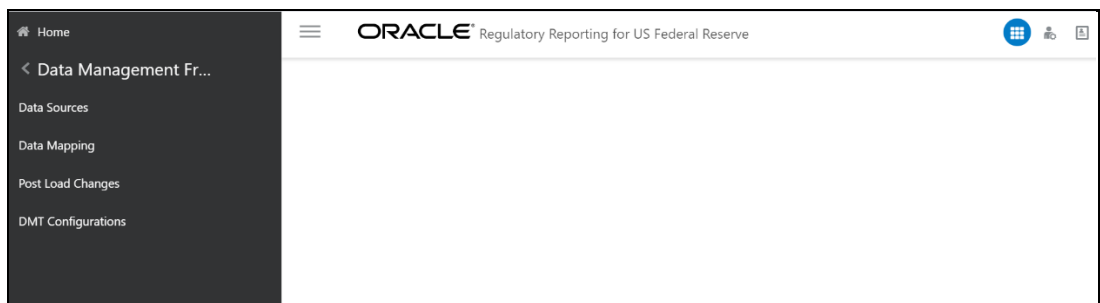 Home
ORACLE® Regulatory Reporting for US Federal Reserve
Data Management Fr...
Data Sources
Data Mapping
Post Load Changes
DMT Configurations